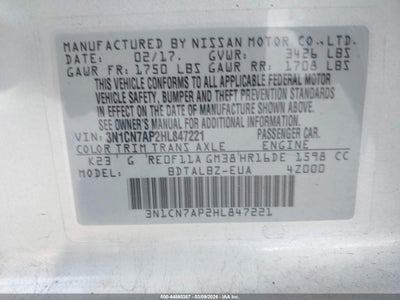 MANUFACTURED BY NISSAN MOTOR CO., LTD.
DATE: 02/17. GVWR: 3426 LBS
GAWR FR: 1750 LBS GAWR RR: 1708 LBS
THIS VEHICLE CONFORMS TO ALL APPLICABLE FEDERAL MOTOR
VEHICLE SAFETY, BUMPER AND THEFT PREVENTION
STANDARDS IN EFFECT ON THE DATE OF MANUFACTURE SHOWN ABOVE.
SEE OWNER'S MANUAL FOR ADDITIONAL INFORMATION.
VIN: 3N1CN7AP2HL847221 PASSENGER CAR.
COLOR TRIM TRANS AXLE ENGINE
K23 G RE0F11A GM38 HR16DE 1598 CC
MODEL: BDTALBZ-EUA 4Z000
3N1CN7AP2HL847221